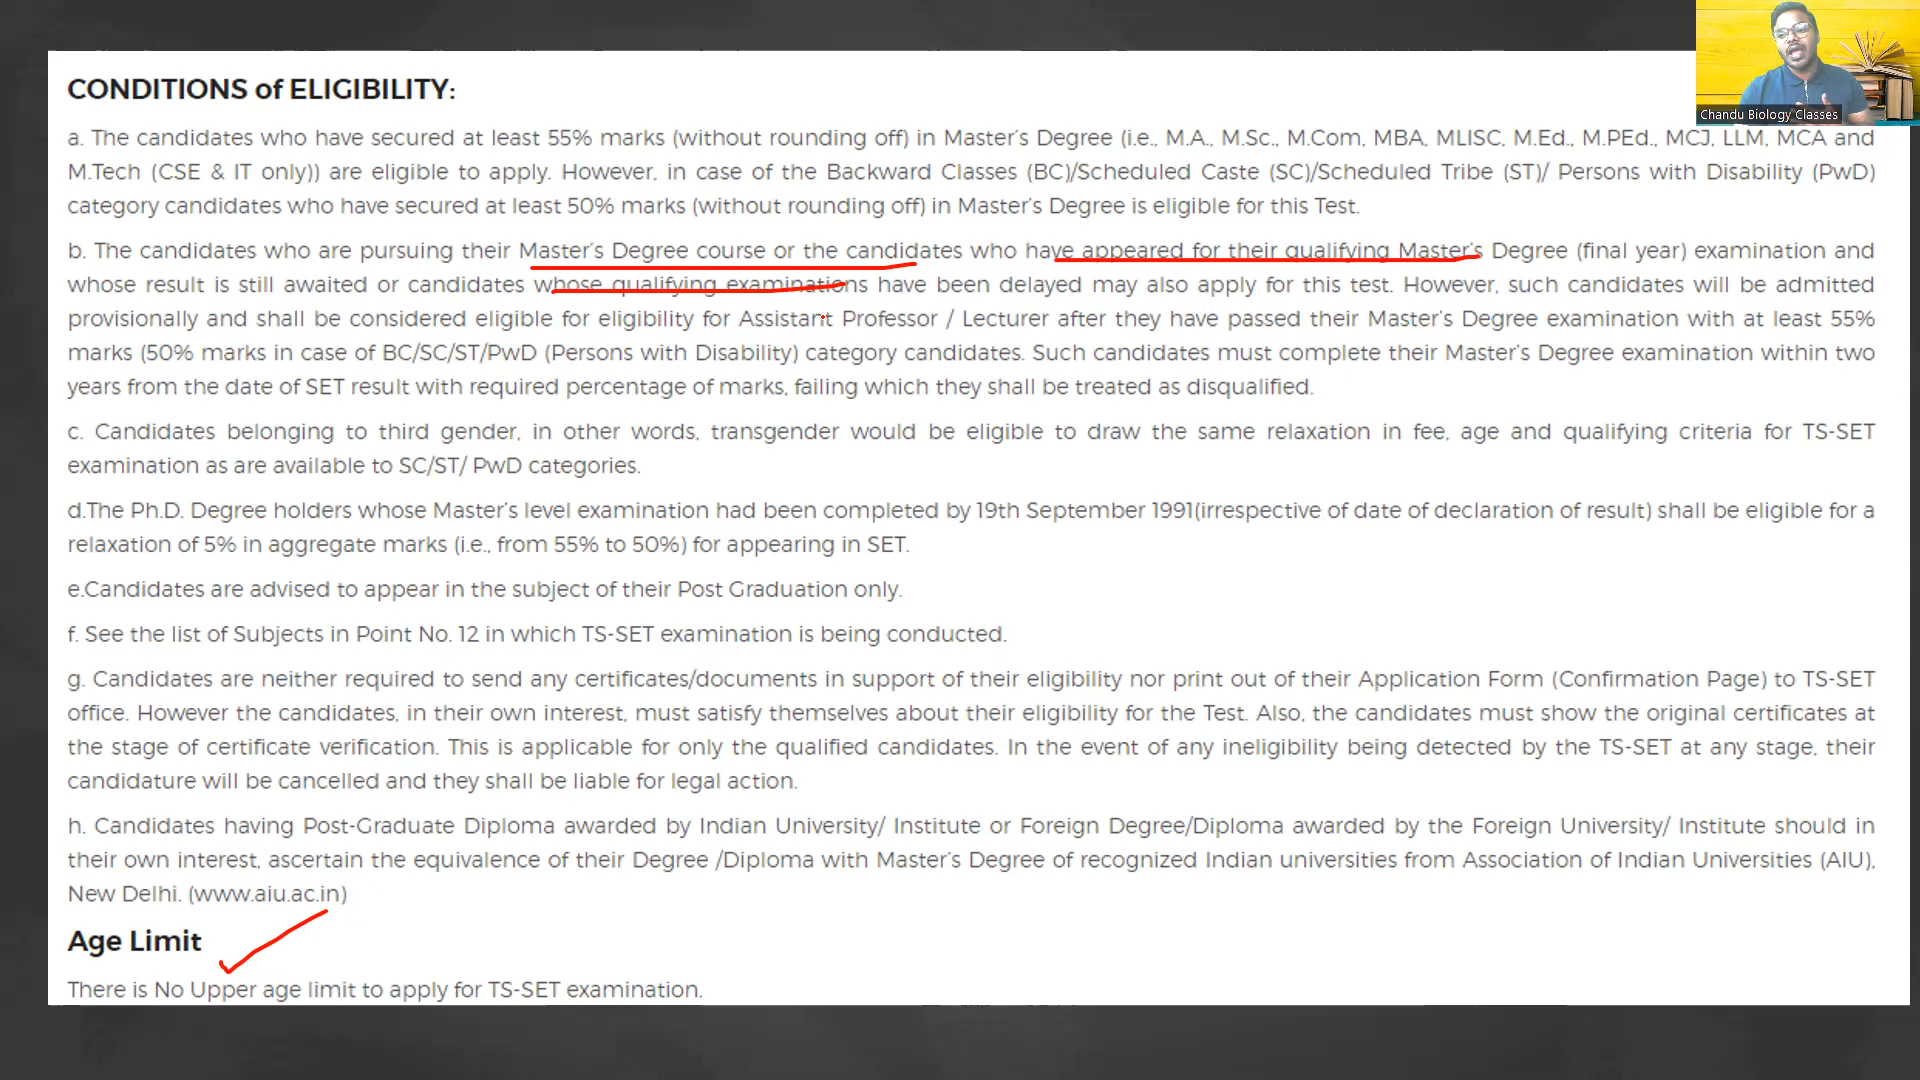 Chandu Biology Classes
CONDITIONS of ELIGIBILITY:
a. The candidates who have secured at least 55% marks (without rounding off) in Master's Degree (i.e., M.A., M.Sc., M.Com, MBA, MLISC, M.Ed., M.PEd., MCJ, LLM, MCA and
M.Tech (CSE & IT only)) are eligible to apply. However, in case of the Backward Classes (BC)/Scheduled Caste (SC)/Scheduled Tribe (ST)/ Persons with Disability (PwD)
category candidates who have secured at least 50% marks (without rounding off) in Master's Degree is eligible for this Test.
b. The candidates who are pursuing their Master's Degree course or the candidates who have appeared for their qualifying Master's Degree (final year) examination and
whose result is still awaited or candidates whose qualifying examinations have been delayed may also apply for this test. However, such candidates will be admitted
provisionally and shall be considered eligible for eligibility for Assistant Professor / Lecturer after they have passed their Master's Degree examination with at least 55%
marks (50% marks in case of BC/SC/ST/PwD (Persons with Disability) category candidates. Such candidates must complete their Master's Degree examination within two
years from the date of SET result with required percentage of marks, failing which they shall be treated as disqualified.
c. Candidates belonging to third gender, in other words, transgender would be eligible to draw the same relaxation in fee, age and qualifying criteria for TS-SET
examination as are available to SC/ST/ PwD categories.
d.The Ph.D. Degree holders whose Master's level examination had been completed by 19th September 1991(irrespective of date of declaration of result) shall be eligible for a
relaxation of 5% in aggregate marks (i.e., from 55% to 50%) for appearing in SET.
e.Candidates are advised to appear in the subject of their Post Graduation only.
f. See the list of Subjects in Point No. 12 in which TS-SET examination is being conducted.
g. Candidates are neither required to send any certificates/documents in support of their eligibility nor print out of their Application Form (Confirmation Page) to TS-SET
office. However the candidates, in their own interest, must satisfy themselves about their eligibility for the Test. Also, the candidates must show the original certificates at
the stage of certificate verification. This is applicable for only the qualified candidates. In the event of any ineligibility being detected by the TS-SET at any stage, their
candidature will be cancelled and they shall be liable for legal action.
h. Candidates having Post-Graduate Diploma awarded by Indian University/ Institute or Foreign Degree/Diploma awarded by the Foreign University/ Institute should in
their own interest, ascertain the equivalence of their Degree /Diploma with Master's Degree of recognized Indian universities from Association of Indian Universities (AIU),
New Delhi. (www.aiu.ac.in)
Age Limit
There is No Upper age limit to apply for TS-SET examination.